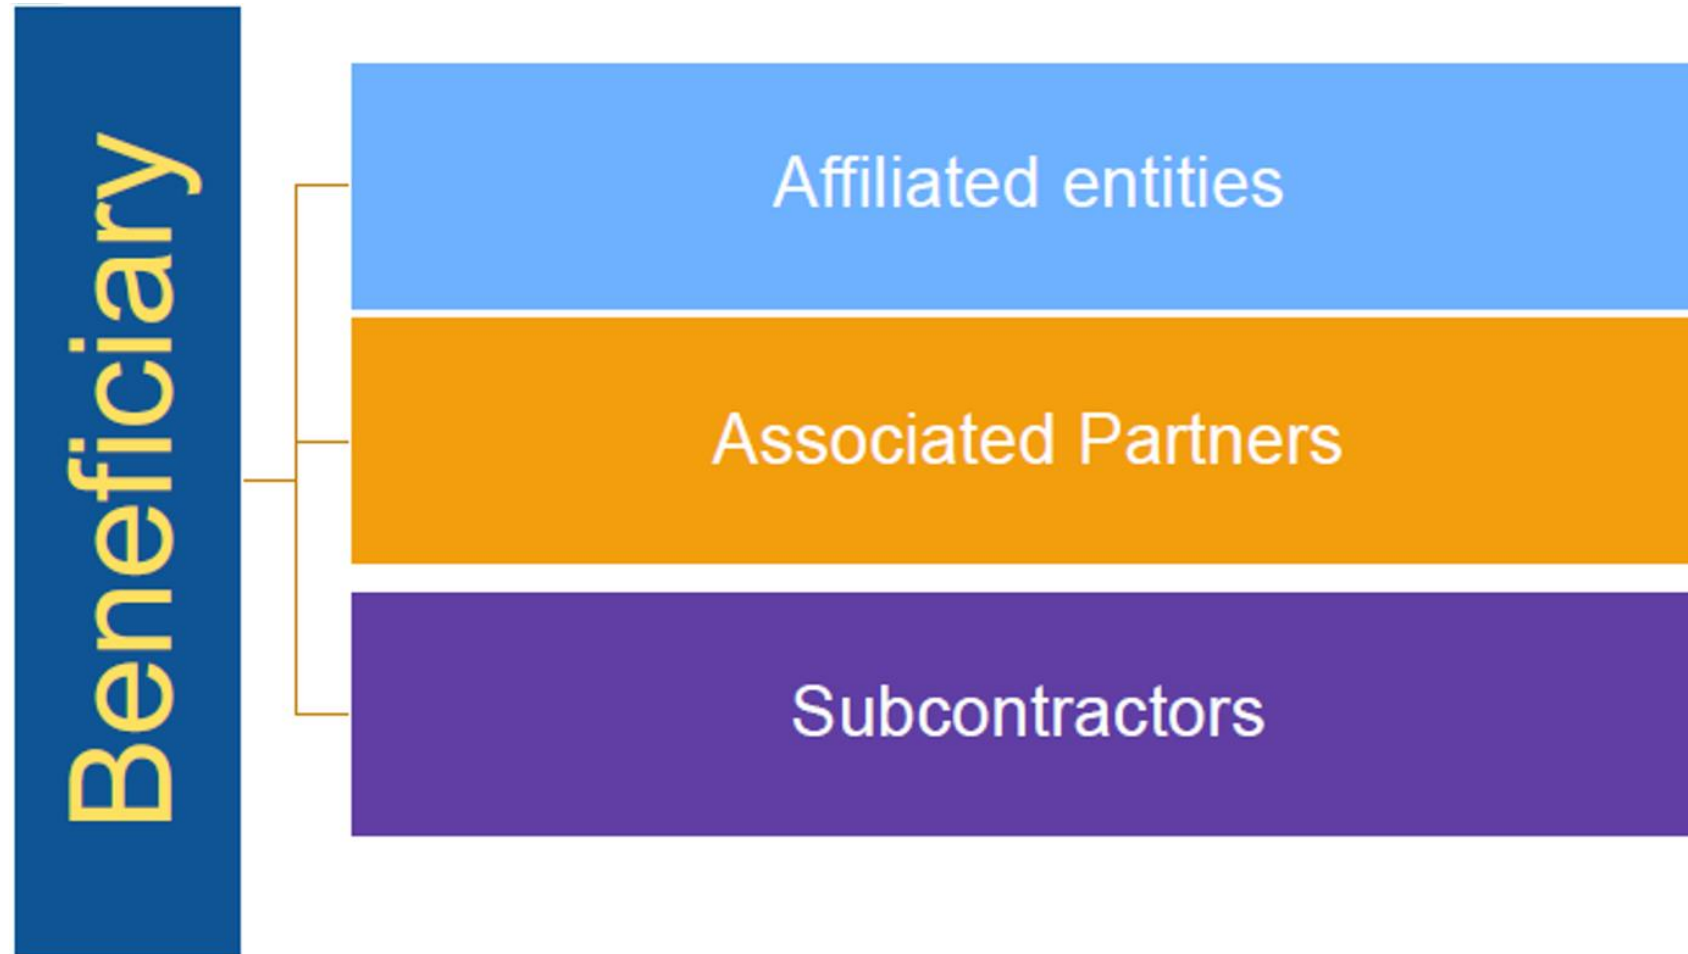 Beneficiary
Affiliated entities
Associated Partners
Subcontractors